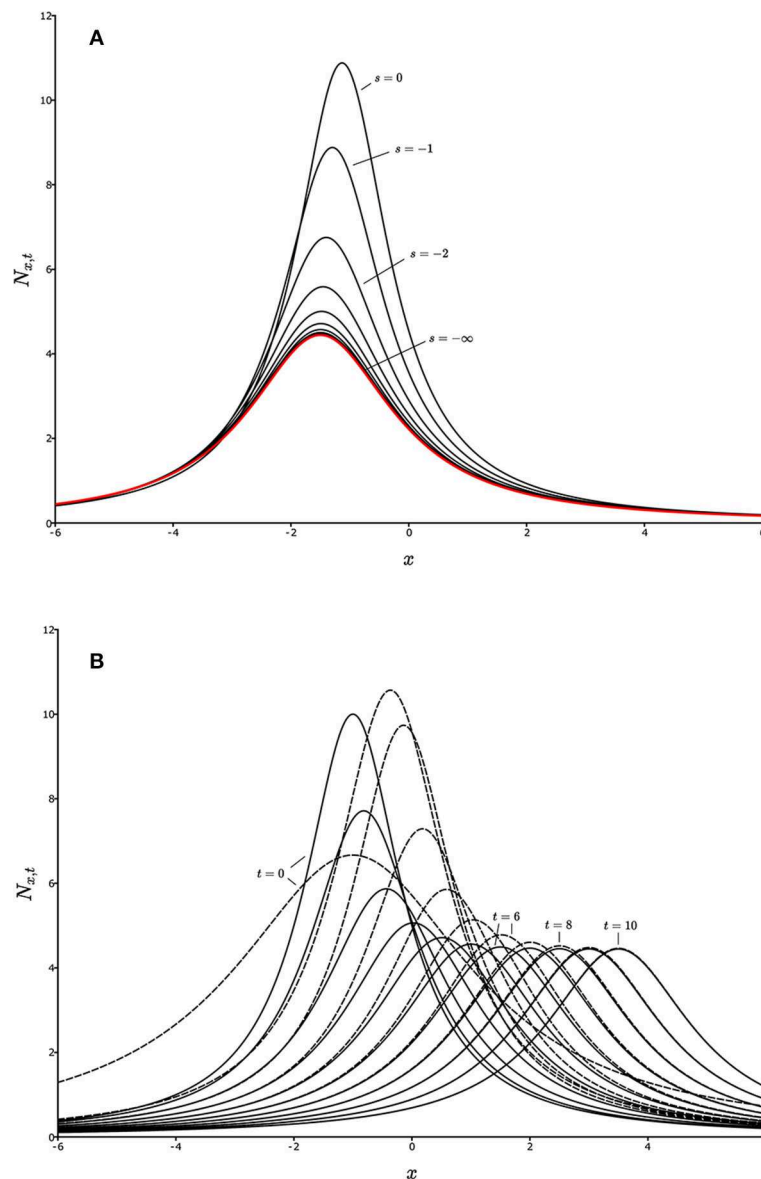 12
A
s = 0
10
s = −1
8
N_{x,t}
s = −2
6
s = −∞
4
2
0
-6 -4 -2 0 2 4 6
x
12
B
10
8
t = 0
6
N_{x,t}
t = 6 t = 8 t = 10
4
2
0
-6 -4 -2 0 2 4
x